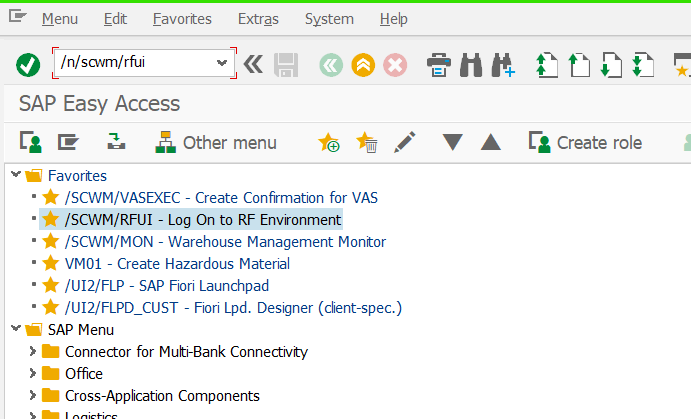 Menu Edit Favorites Extras System Help
/n/scwm/rfui
SAP Easy Access
Other menu Create role
Favorites
/SCWM/VASEXEC - Create Confirmation for VAS
/SCWM/RFUI - Log On to RF Environment
/SCWM/MON - Warehouse Management Monitor
VM01 - Create Hazardous Material
/UI2/FLP - SAP Fiori Launchpad
/UI2/FLPD_CUST - Fiori Lpd. Designer (client-spec.)
SAP Menu
Connector for Multi-Bank Connectivity
Office
Cross-Application Components
Logistics